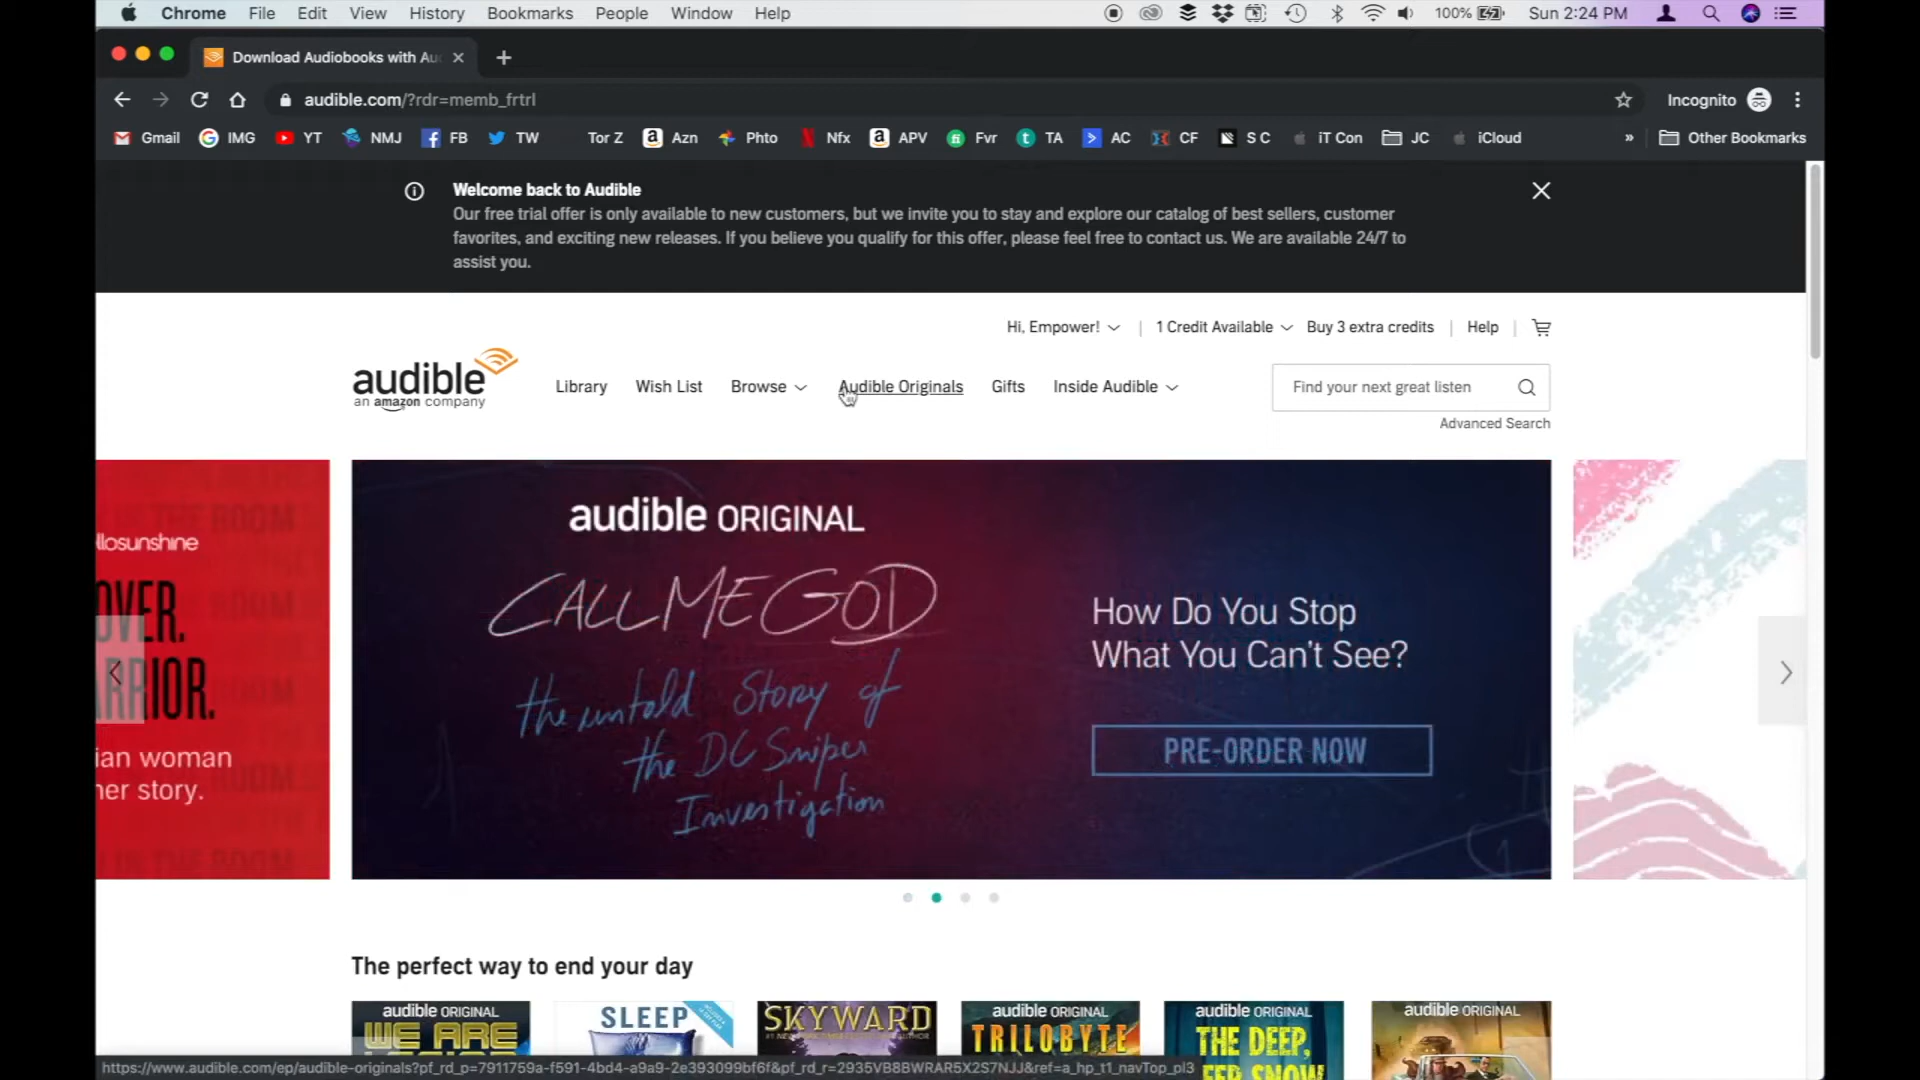 Chrome File Edit View History Bookmarks People Window Help 100% Sun 2:24 PM
Download Audiobooks with Au
audible.com/?rdr=memb_frtrl Incognito
Gmail IMG YT NMJ FB TW Tor Z Azn Phto Nfx APV Fvr TA AC CF S C iT Con JC iCloud » Other Bookmarks
Welcome back to Audible
Our free trial offer is only available to new customers, but we invite you to stay and explore our catalog of best sellers, customer
favorites, and exciting new releases. If you believe you qualify for this offer, please feel free to contact us. We are available 24/7 to
assist you.
Hi, Empower! | 1 Credit Available Buy 3 extra credits | Help |
audible
an amazon company
Library Wish List Browse Audible Originals Gifts Inside Audible Find your next great listen
Advanced Search
llosunshine
OVER.
ARRIOR.
ian woman
her story.
audible ORIGINAL
CALL ME GOD
the untold Story of
the DC Sniper
Investigation
How Do You Stop
What You Can't See?
PRE-ORDER NOW
The perfect way to end your day
audible ORIGINAL
WE ARE
SLEEP
SKYWARD
audible ORIGINAL
TRILOBYTE
audible ORIGINAL
THE DEEP,
audible ORIGINAL
https://www.audible.com/ep/audible-originals?pf_rd_p=7911759a-f591-4bd4-a9a9-2e393099bf6f&pf_rd_r=2935VB8BWRAR5X2S7NJJ&ref=a_hp_t1_navTop_pl3